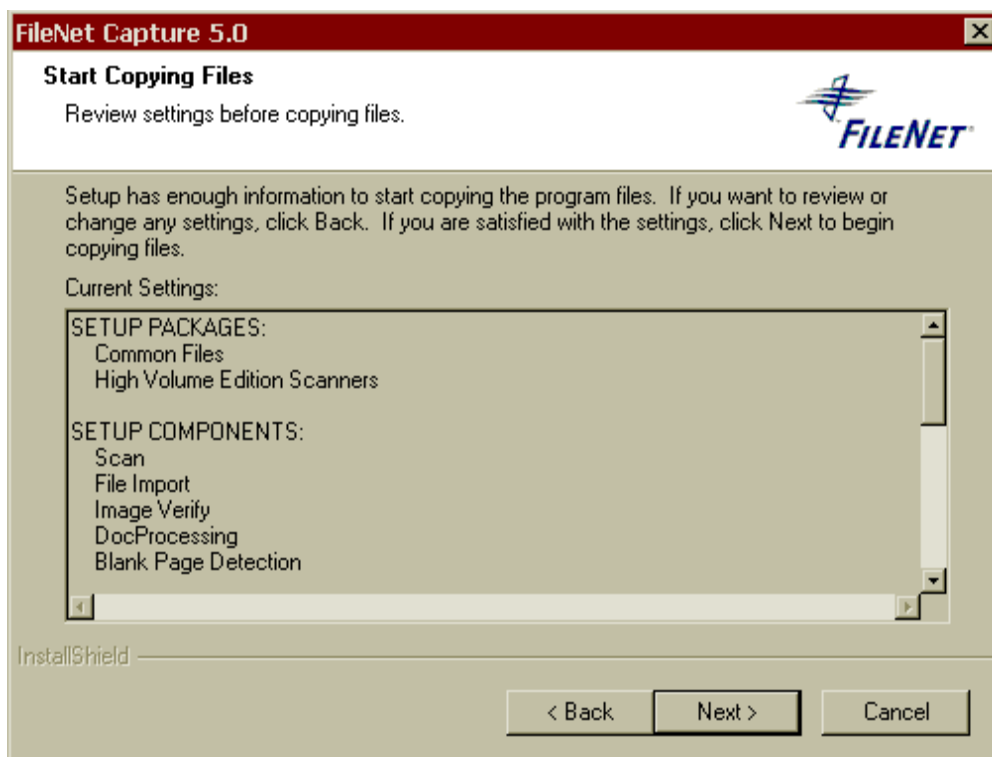 FileNet Capture 5.0
Start Copying Files
Review settings before copying files.
FILENET
Setup has enough information to start copying the program files.  If you want to review or
change any settings, click Back.  If you are satisfied with the settings, click Next to begin
copying files.
Current Settings:
SETUP PACKAGES:
Common Files
High Volume Edition Scanners
SETUP COMPONENTS:
Scan
File Import
Image Verify
DocProcessing
Blank Page Detection
InstallShield
< Back
Next >
Cancel